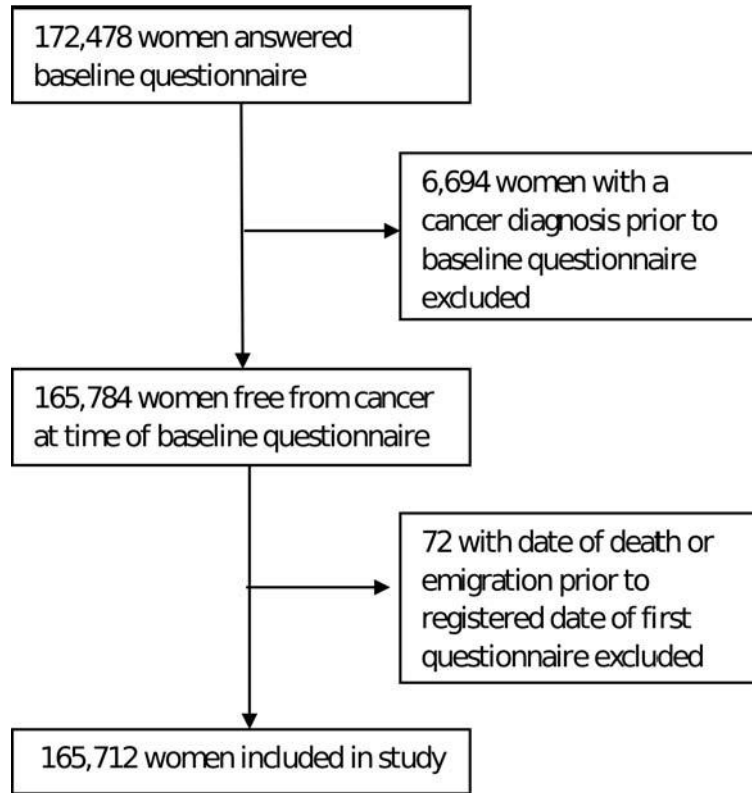 172,478 women answered
baseline questionnaire
6,694 women with a
cancer diagnosis prior to
baseline questionnaire
excluded
165,784 women free from cancer
at time of baseline questionnaire
72 with date of death or
emigration prior to
registered date of first
questionnaire excluded
165,712 women included in study